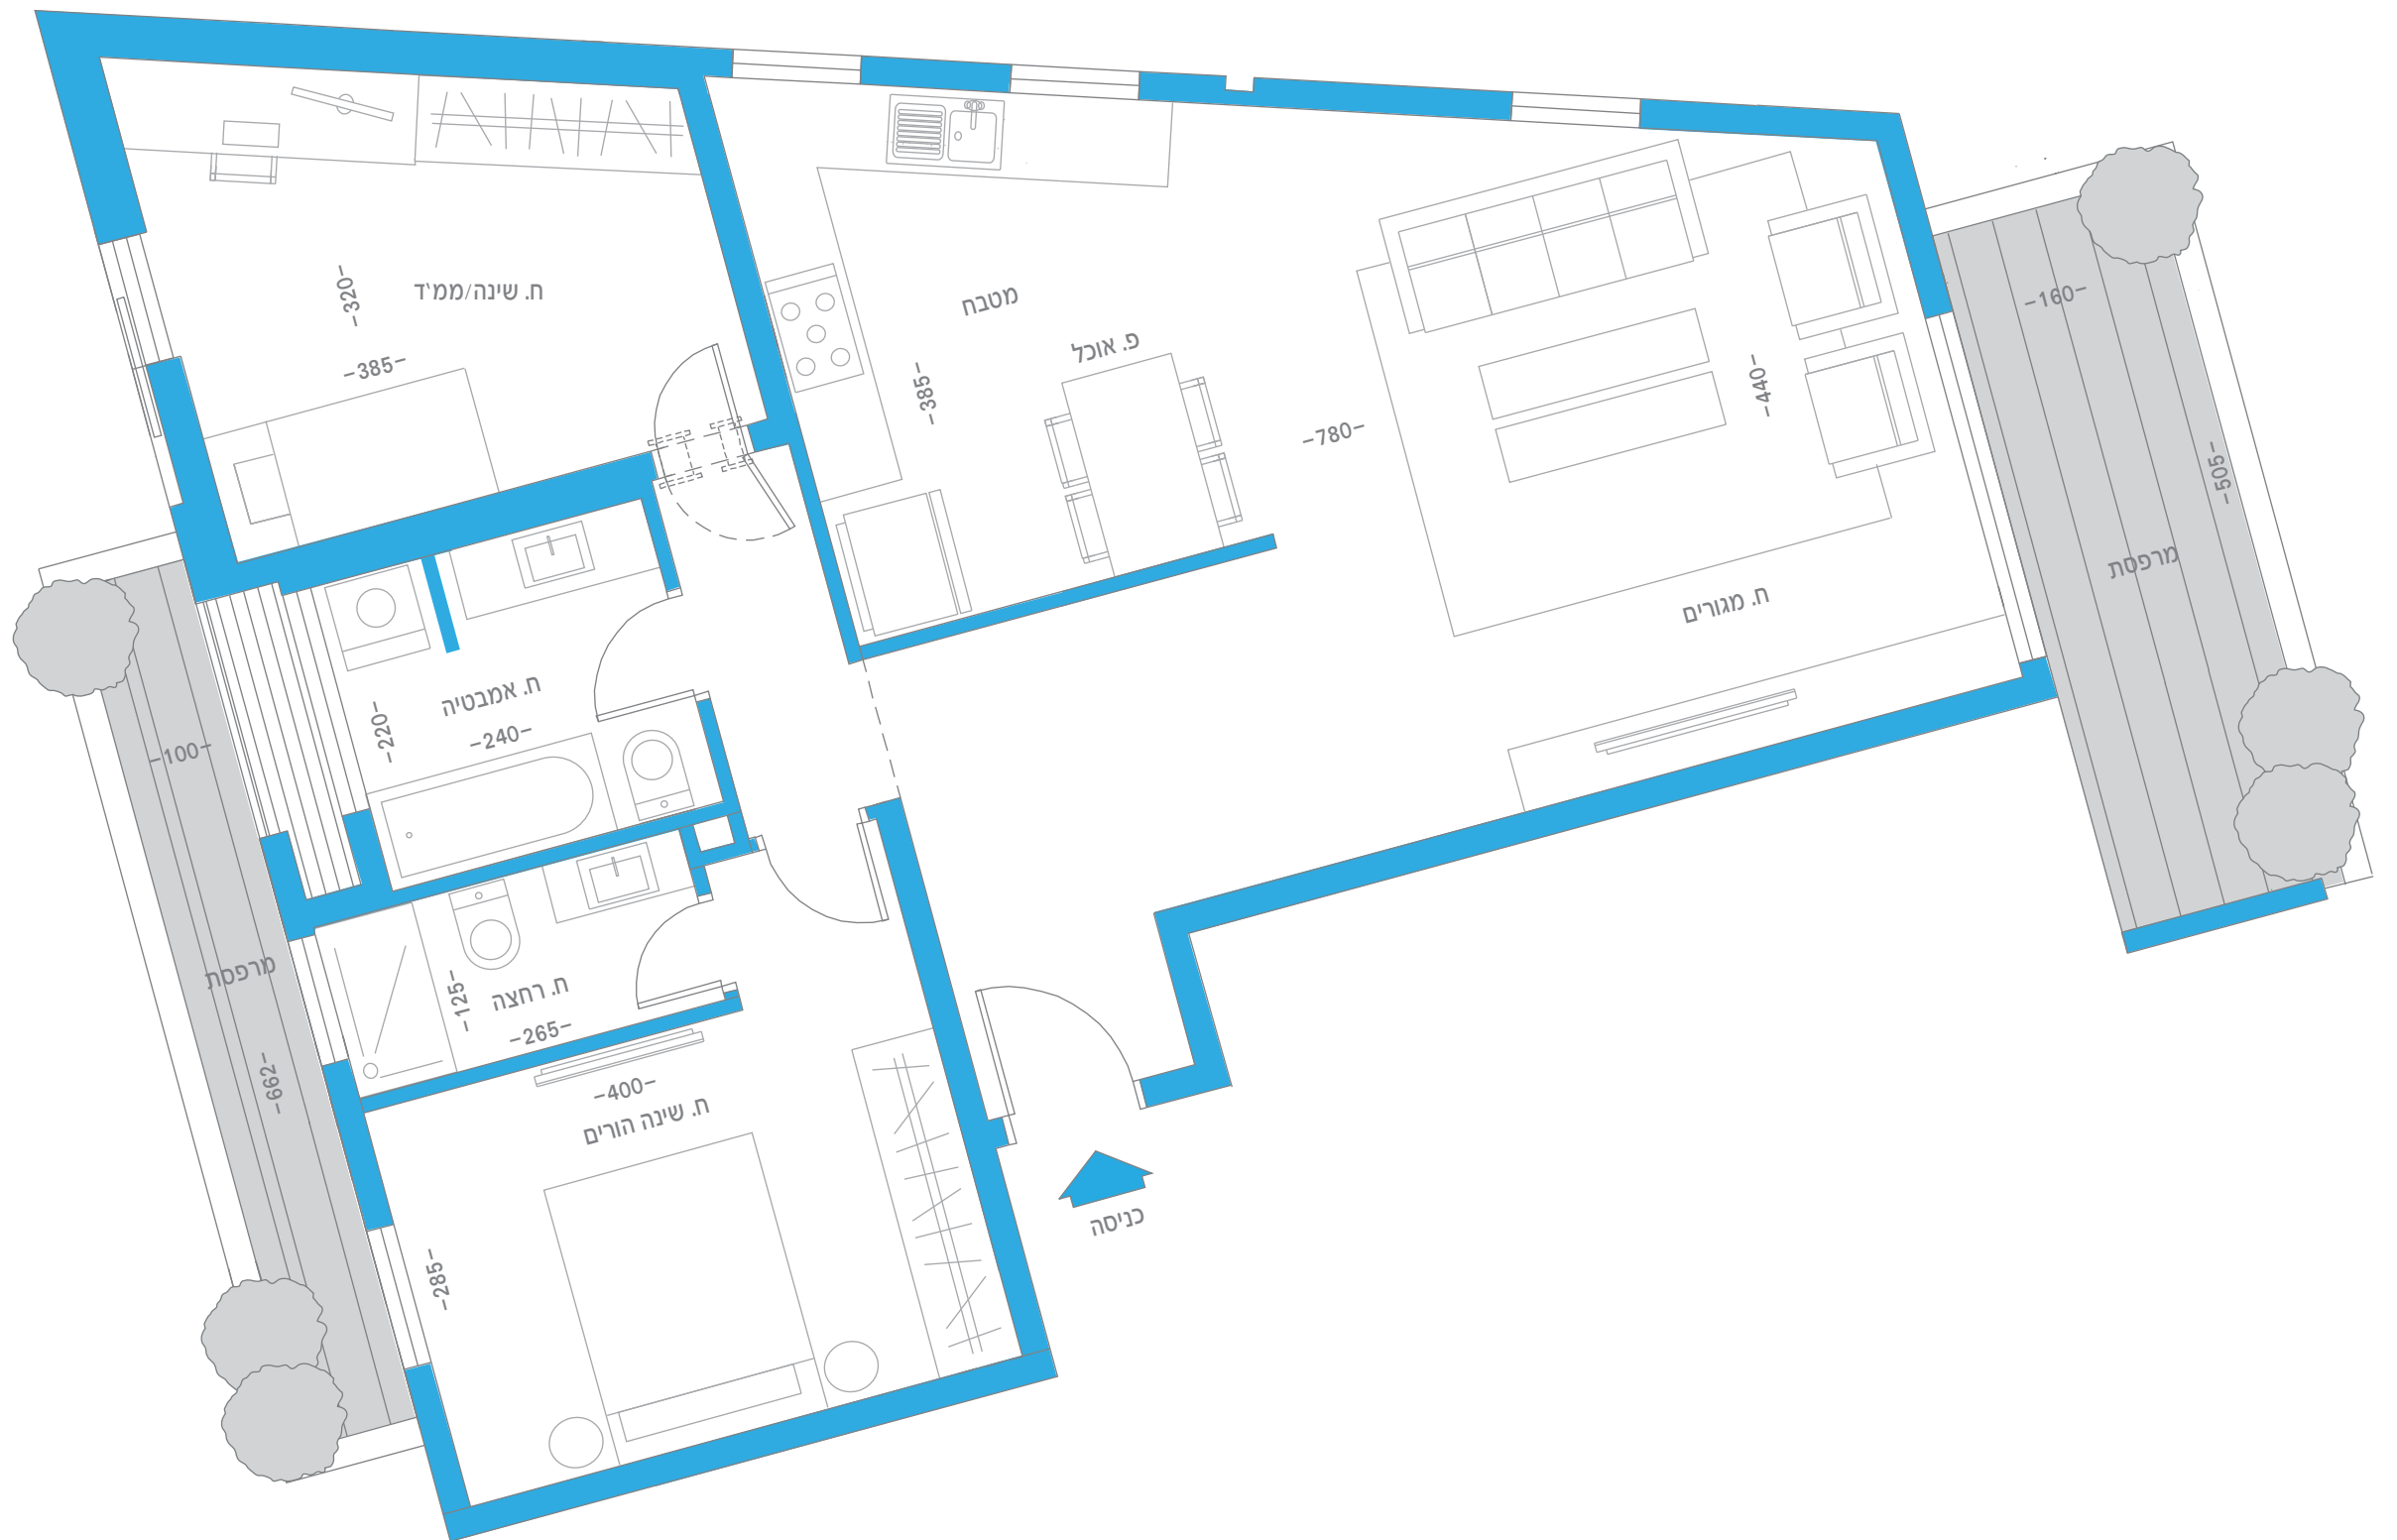 ח. שינה/ממ'ד
-320-
-385-
מטבח
פ. אוכל
-385-
-780-
-440-
ח. מגורים
-160-
-505-
מרפסת
ח. אמבטיה
-220-
-240-
-100-
מרפסת
-662-
ח. רחצה
-125-
-265-
-400-
ח. שינה הורים
-285-
כניסה